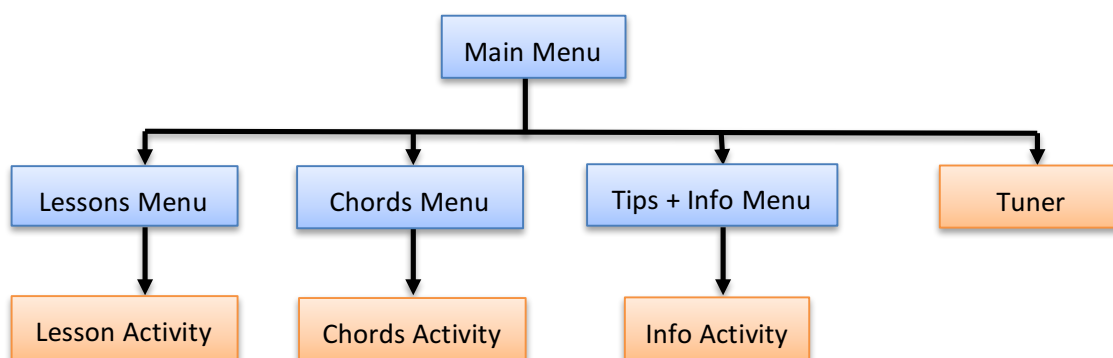 Main Menu
Lessons Menu
Chords Menu
Tips + Info Menu
Tuner
Lesson Activity
Chords Activity
Info Activity